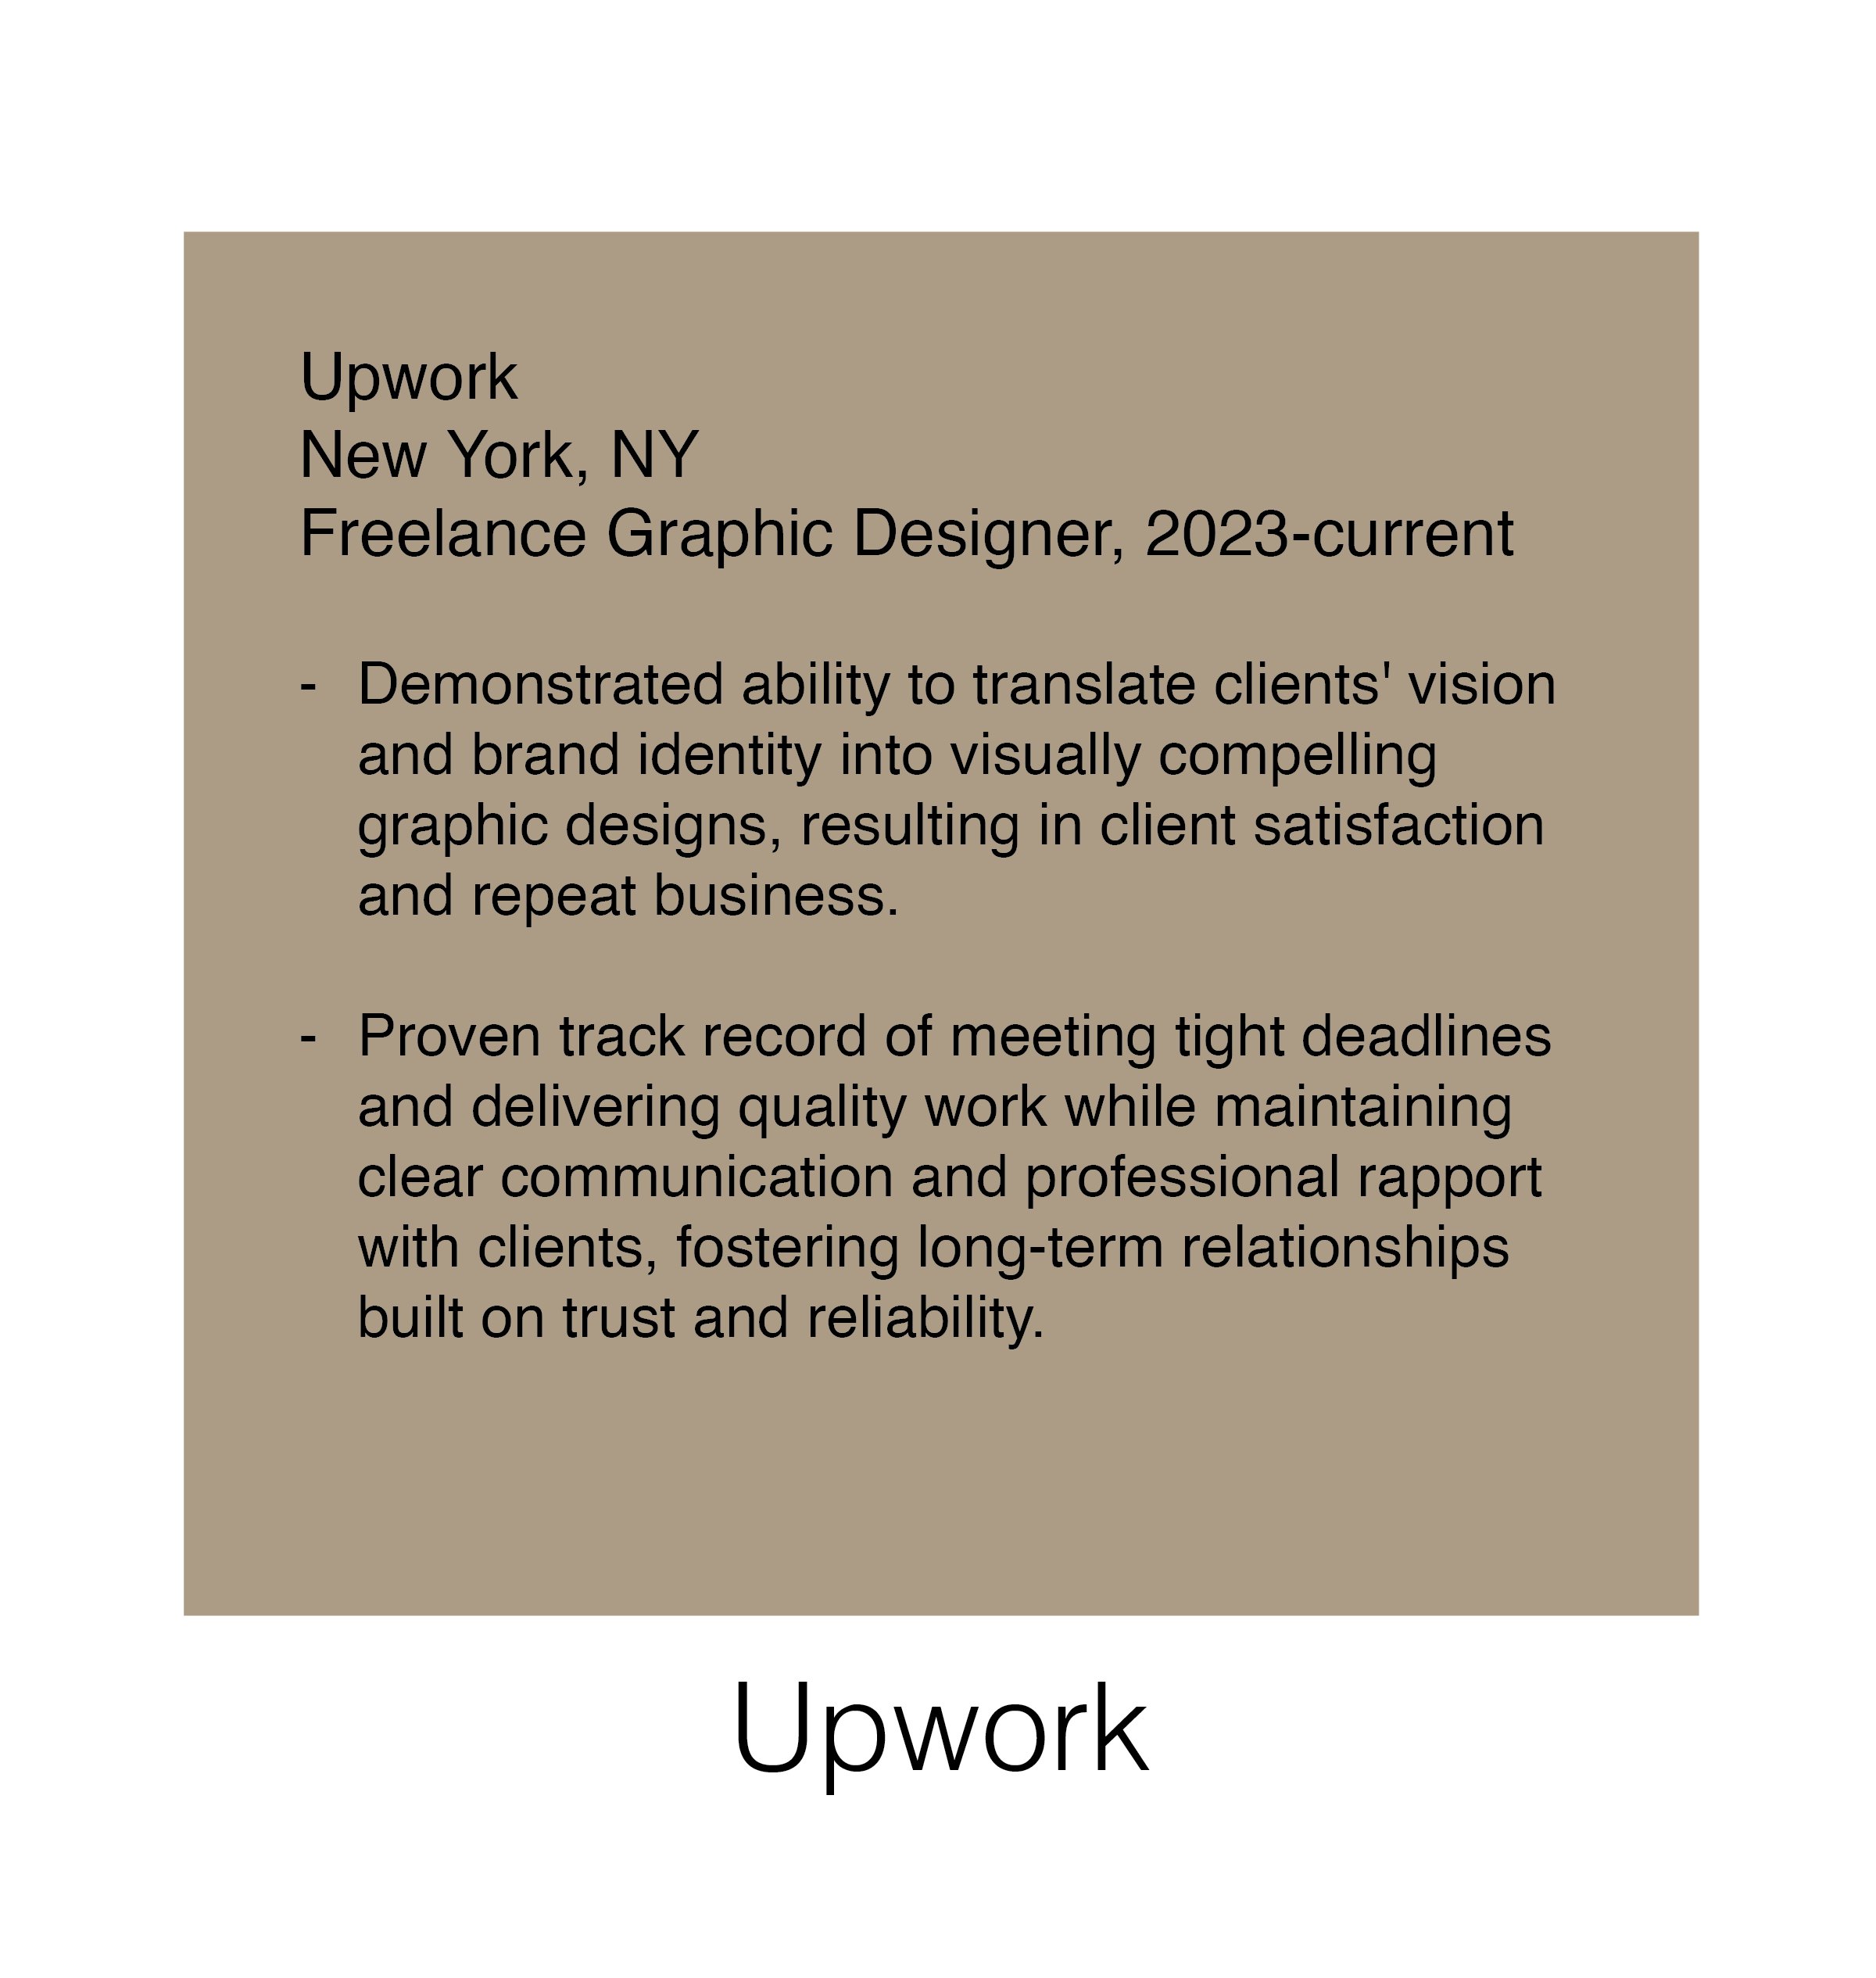 Upwork
New York, NY
Freelance Graphic Designer, 2023-current
- Demonstrated ability to translate clients' vision
and brand identity into visually compelling
graphic designs, resulting in client satisfaction
and repeat business.
- Proven track record of meeting tight deadlines
and delivering quality work while maintaining
clear communication and professional rapport
with clients, fostering long-term relationships
built on trust and reliability.
Upwork